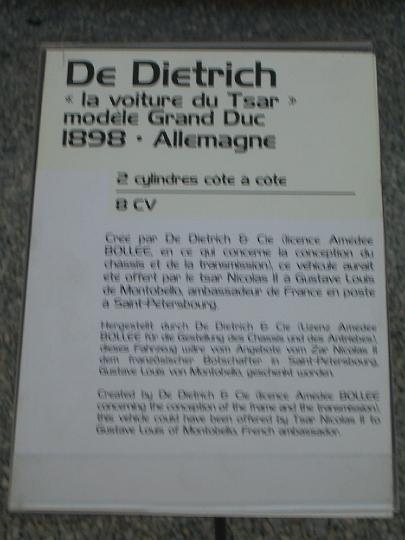 De Dietrich
« la voiture du Tsar »
modèle Grand Duc
1898 • Allemagne
2 cylindres côte à côte
8 CV
Créé par De Dietrich & Cie (licence Amédée
BOLLEE, en ce qui concerne la conception du
châssis et de la transmission), ce véhicule aurait
été offert par le tsar Nicolas II à Gustave Louis
de Montobello, ambassadeur de France en poste
à Saint-Petersbourg.
Hergestellt durch De Dietrich & Cie (Lizenz Amedee
BOLLEE für die Gestellung des Chassis und des Antriebes),
dieses Fahrzeug wäre vom Angebote vom Zar Nicolas II
dem französischer Botschafter in Saint-Petersburg,
Gustave Louis von Montobello, geschenkt worden.
Created by De Dietrich & Cie (licence Amédée BOLLEE
concerning the conception of the frame and the transmission),
this vehicle could have been offered by Tsar Nicolas II to
Gustave Louis of Montobello, French ambassador.